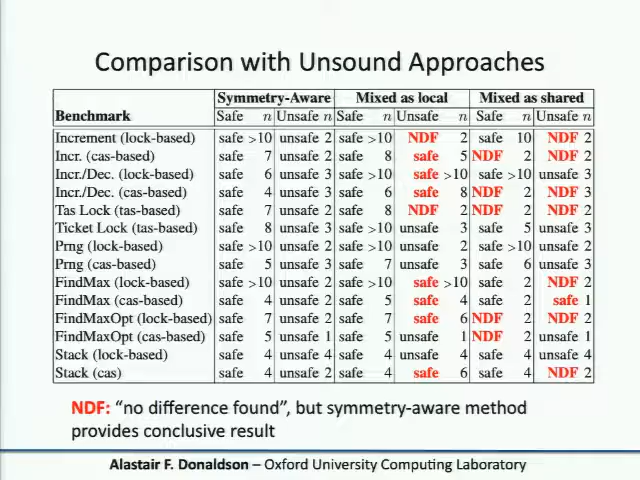 Comparison with Unsound Approaches
Symmetry-Aware Mixed as local Mixed as shared
Benchmark Safe n Unsafe n Safe n Unsafe n Safe n Unsafe n
Increment (lock-based) safe >10 unsafe 2 safe >10 NDF 2 safe 10 NDF 2
Incr. (cas-based) safe 7 unsafe 2 safe 8 safe 5 NDF 2 NDF 2
Incr./Dec. (lock-based) safe 6 unsafe 3 safe >10 safe >10 safe >10 unsafe 3
Incr./Dec. (cas-based) safe 4 unsafe 3 safe 6 safe 8 NDF 2 NDF 3
Tas Lock (tas-based) safe 7 unsafe 2 safe 8 NDF 2 NDF 2 NDF 2
Ticket Lock (tas-based) safe 8 unsafe 3 safe >10 unsafe 3 safe 5 unsafe 3
Prng (lock-based) safe >10 unsafe 2 safe >10 unsafe 2 safe >10 unsafe 2
Prng (cas-based) safe 5 unsafe 3 safe 7 unsafe 3 safe 6 unsafe 3
FindMax (lock-based) safe >10 unsafe 2 safe >10 safe >10 safe 2 NDF 2
FindMax (cas-based) safe 4 unsafe 2 safe 5 safe 4 safe 2 safe 1
FindMaxOpt (lock-based) safe 7 unsafe 2 safe 7 safe 6 NDF 2 NDF 2
FindMaxOpt (cas-based) safe 5 unsafe 1 safe 5 unsafe 1 NDF 2 unsafe 1
Stack (lock-based) safe 4 unsafe 4 safe 4 unsafe 4 safe 4 unsafe 4
Stack (cas) safe 4 unsafe 2 safe 4 safe 6 safe 4 NDF 2
NDF: “no difference found”, but symmetry-aware method
provides conclusive result
Alastair F. Donaldson – Oxford University Computing Laboratory